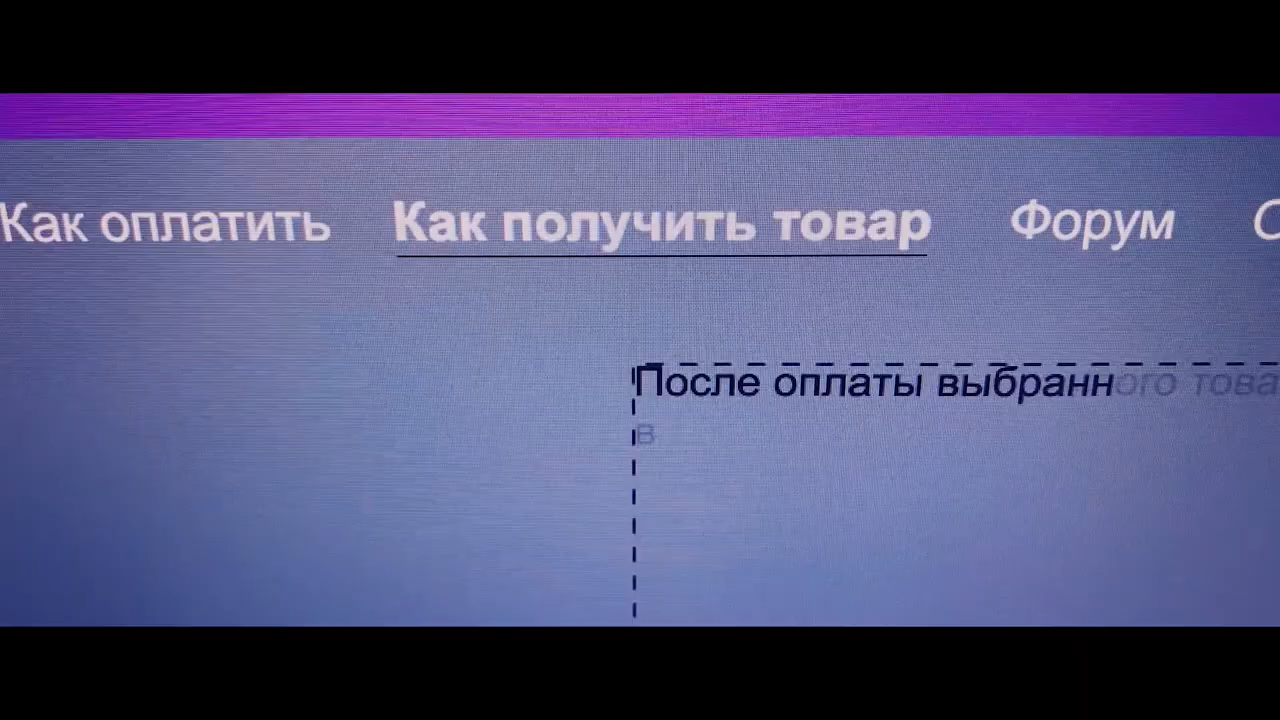 Как оплатить Как получить товар Форум
После оплаты выбранного
в